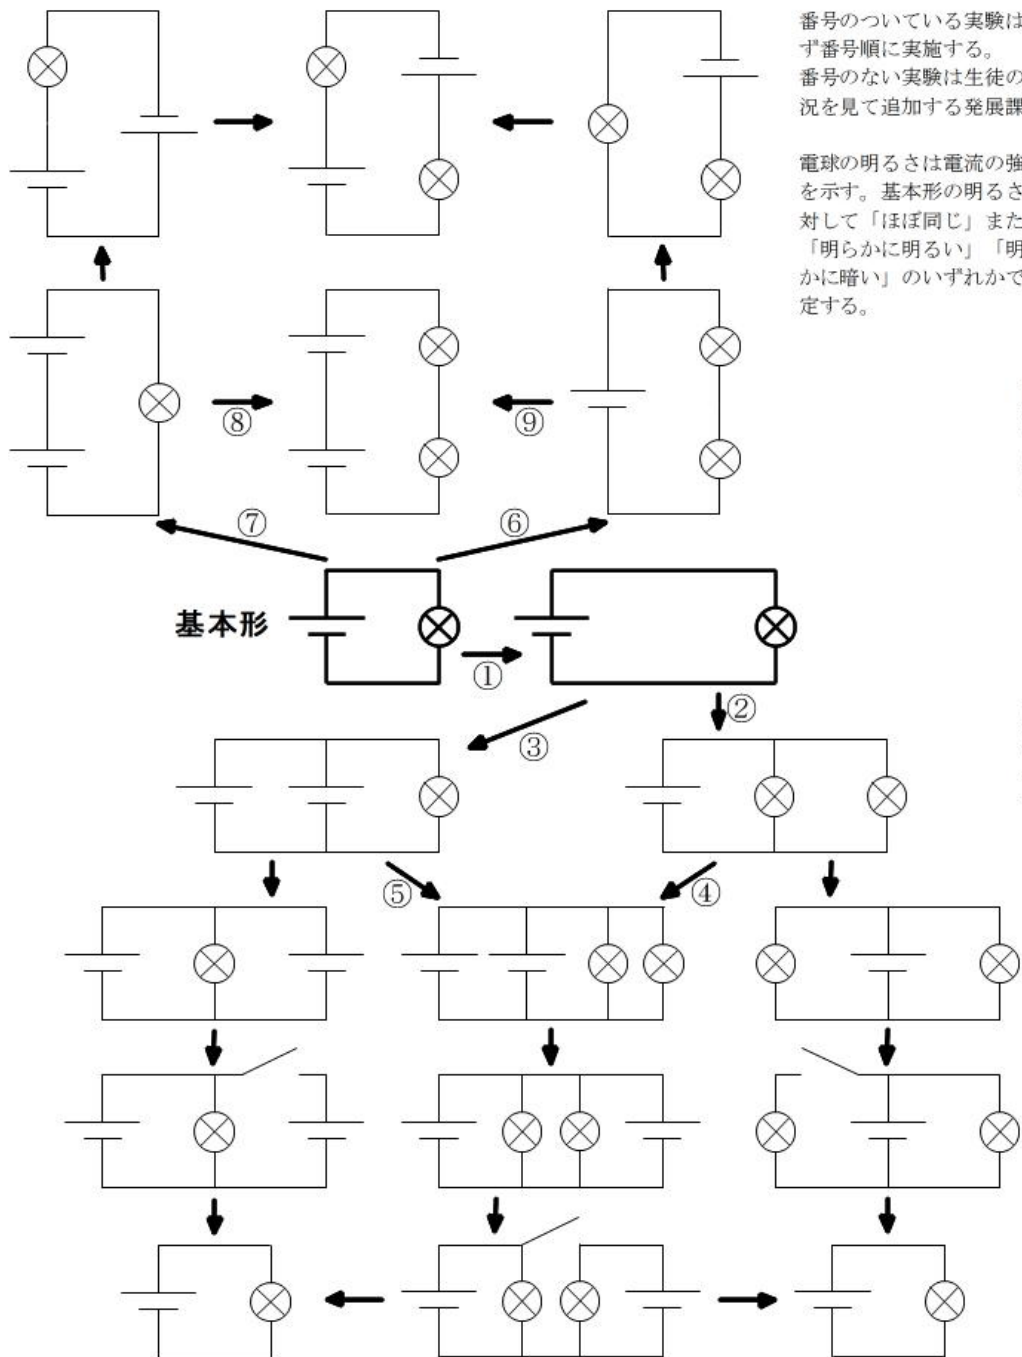 番号のついている実験は
ず番号順に実施する。
番号のない実験は生徒の
況を見て追加する発展課
電球の明るさは電流の強
を示す。基本形の明るさ
対して「ほぼ同じ」また
「明らかに明るい」「明
かに暗い」のいずれかで
定する。
⑧
⑨
⑦
⑥
基本形
①
②
③
⑤
④